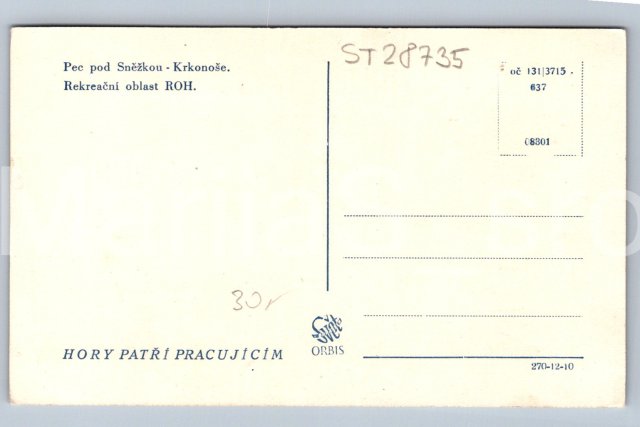 Pec pod Sněžkou - Krkonoše.
Rekreační oblast ROH.
ST28735
oč 131|3715 -
637
08301
30,-
Svět
ORBIS
HORY PATŘÍ PRACUJÍCÍM
270-12-10